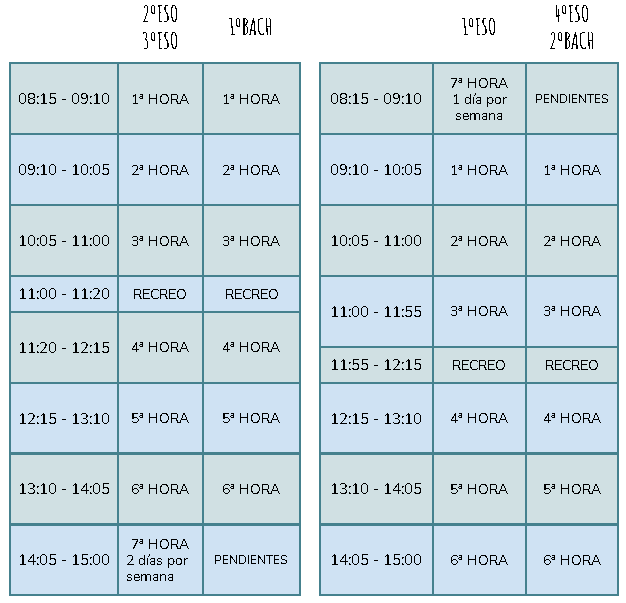 2ºESO
3ºESO
1ºBACH
08:15 - 09:10 1ª HORA 1ª HORA
09:10 - 10:05 2ª HORA 2ª HORA
10:05 - 11:00 3ª HORA 3ª HORA
11:00 - 11:20 RECREO RECREO
11:20 - 12:15 4ª HORA 4ª HORA
12:15 - 13:10 5ª HORA 5ª HORA
13:10 - 14:05 6ª HORA 6ª HORA
14:05 - 15:00 7ª HORA
2 días por
semana
PENDIENTES
1ºESO
4ºESO
2ºBACH
08:15 - 09:10 7ª HORA
1 día por
semana
PENDIENTES
09:10 - 10:05 1ª HORA 1ª HORA
10:05 - 11:00 2ª HORA 2ª HORA
11:00 - 11:55 3ª HORA 3ª HORA
11:55 - 12:15 RECREO RECREO
12:15 - 13:10 4ª HORA 4ª HORA
13:10 - 14:05 5ª HORA 5ª HORA
14:05 - 15:00 6ª HORA 6ª HORA